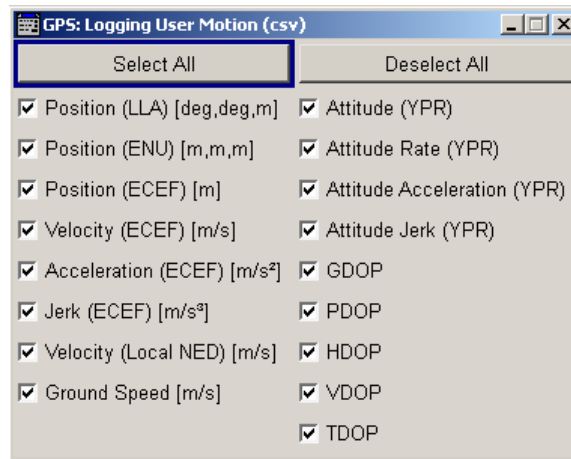 GPS: Logging User Motion (csv)
Select All
Deselect All
Position (LLA) [deg,deg,m]
Attitude (YPR)
Position (ENU) [m,m,m]
Attitude Rate (YPR)
Position (ECEF) [m]
Attitude Acceleration (YPR)
Velocity (ECEF) [m/s]
Attitude Jerk (YPR)
Acceleration (ECEF) [m/s²]
GDOP
Jerk (ECEF) [m/s³]
PDOP
Velocity (Local NED) [m/s]
HDOP
Ground Speed [m/s]
VDOP
TDOP